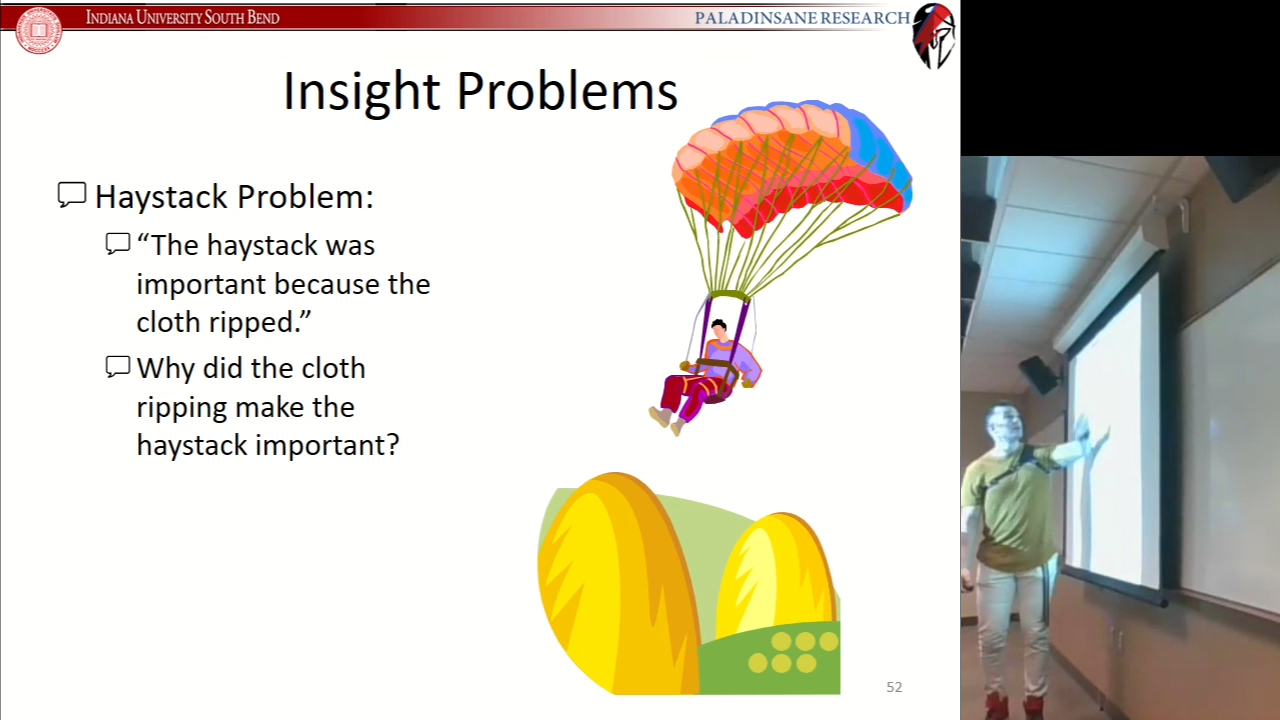 INDIANA UNIVERSITY SOUTH BEND
PALADINSANE RESEARCH
Insight Problems
Haystack Problem:
“The haystack was
important because the
cloth ripped.”
Why did the cloth
ripping make the
haystack important?
52